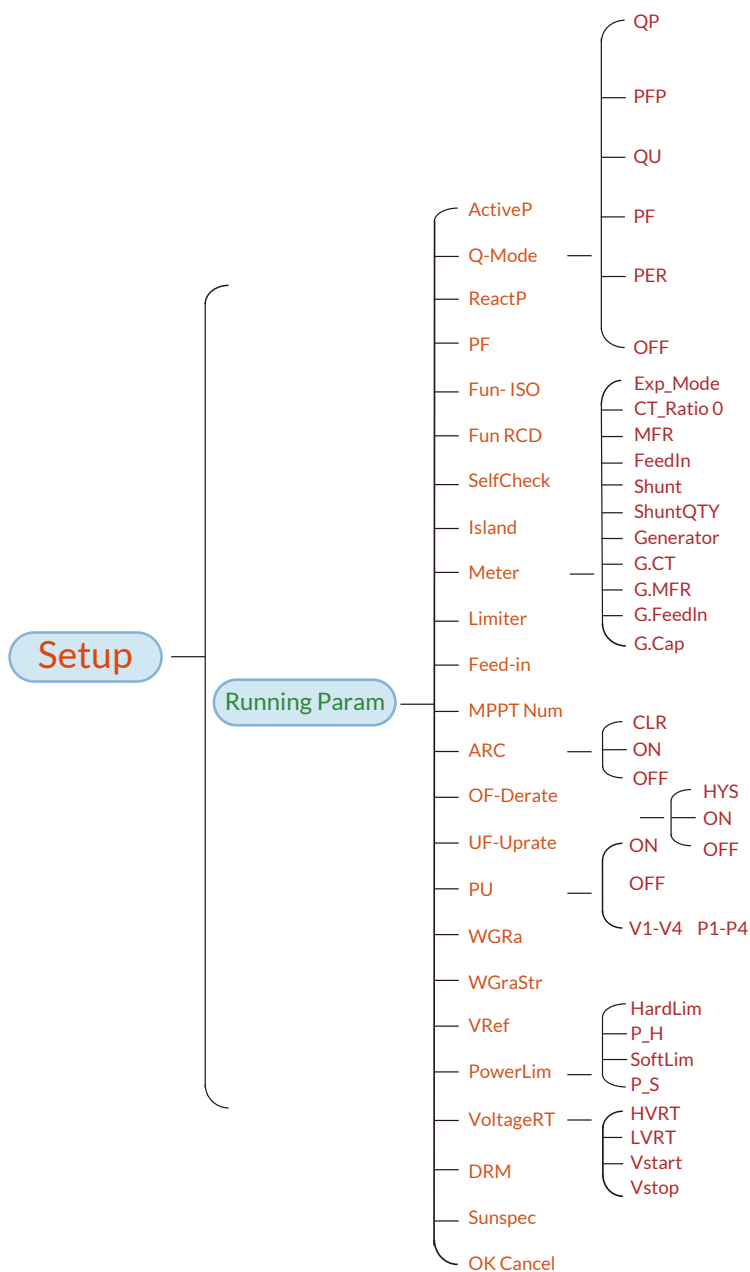 Setup
Running Param
ActiveP
Q-Mode
QP
PFP
QU
PF
PER
OFF
ReactP
PF
Fun- ISO
Fun RCD
SelfCheck
Island
Meter
Exp_Mode
CT_Ratio 0
MFR
FeedIn
Shunt
ShuntQTY
Generator
G.CT
G.MFR
G.FeedIn
G.Cap
Limiter
Feed-in
MPPT Num
ARC
CLR
ON
OFF
OF-Derate
HYS
ON
OFF
UF-Uprate
PU
ON
OFF
V1-V4 P1-P4
WGRa
WGraStr
VRef
PowerLim
HardLim
P_H
SoftLim
P_S
VoltageRT
HVRT
LVRT
Vstart
Vstop
DRM
Sunspec
OK Cancel